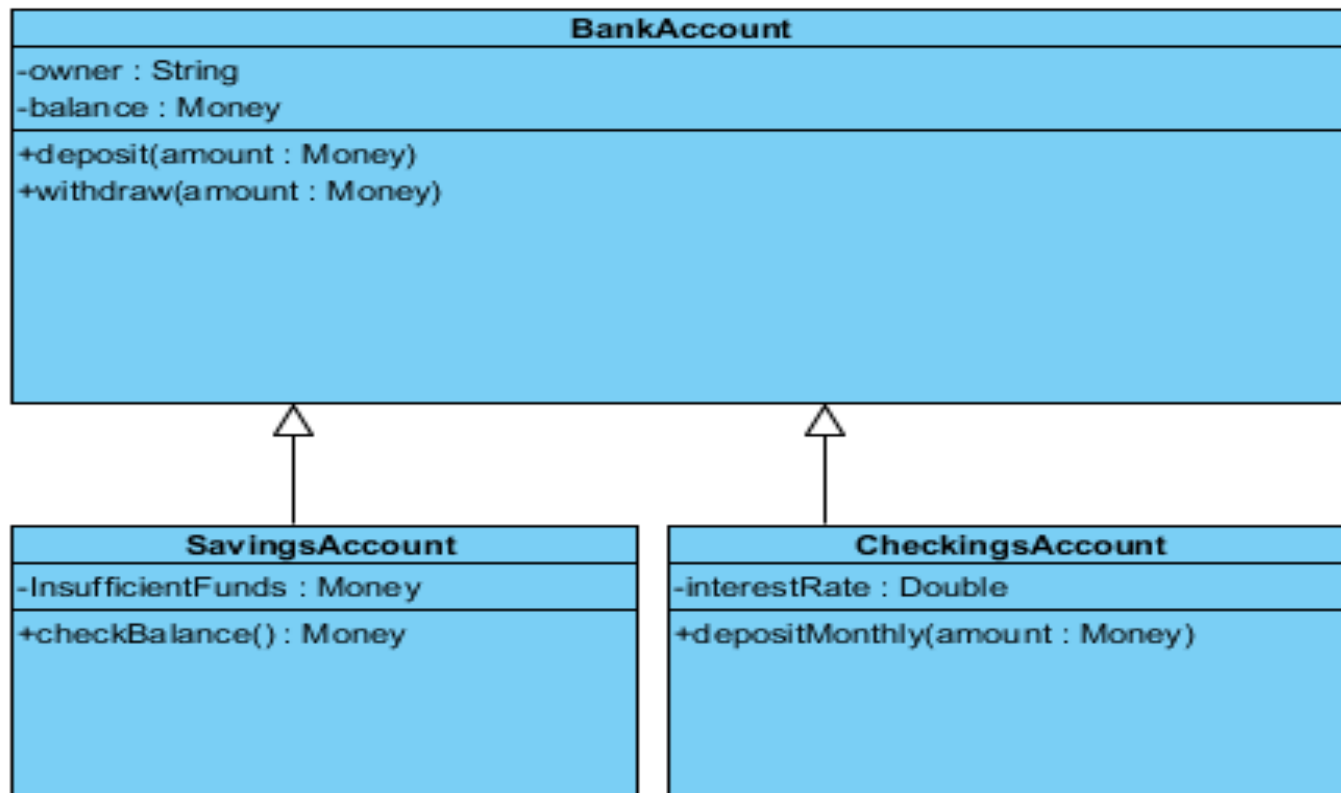 BankAccount
-owner : String
-balance : Money
+deposit(amount : Money)
+withdraw(amount : Money)
SavingsAccount
-InsufficientFunds : Money
+checkBalance() : Money
CheckingsAccount
-interestRate : Double
+depositMonthly(amount : Money)